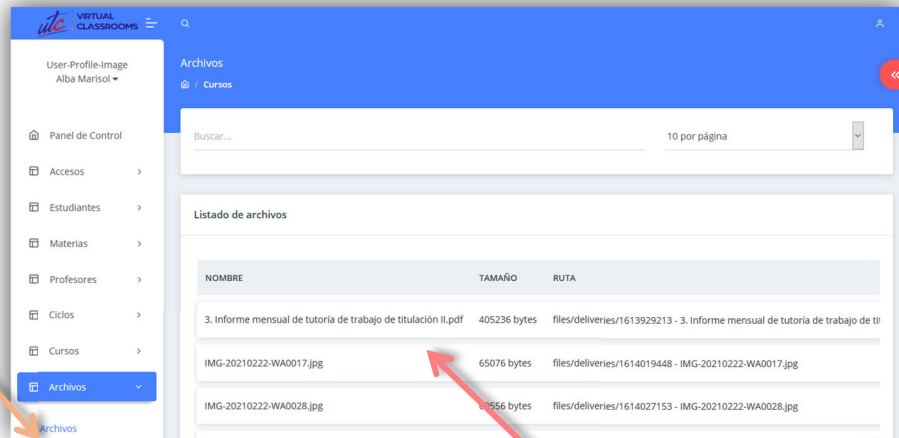 utc VIRTUAL CLASSROOMS
User-Profile-Image
Alba Marisol
Panel de Control
Accesos
Estudiantes
Materias
Profesores
Ciclos
Cursos
Archivos
Archivos
Archivos
/ Cursos
Buscar...
10 por página
Listado de archivos
NOMBRE TAMAÑO RUTA
3. Informe mensual de tutoría de trabajo de titulación II.pdf 405236 bytes files/deliveries/1613929213 - 3. Informe mensual de tutoría de trabajo de tit
IMG-20210222-WA0017.jpg 65076 bytes files/deliveries/1614019448 - IMG-20210222-WA0017.jpg
IMG-20210222-WA0028.jpg bytes files/deliveries/1614027153 - IMG-20210222-WA0028.jpg